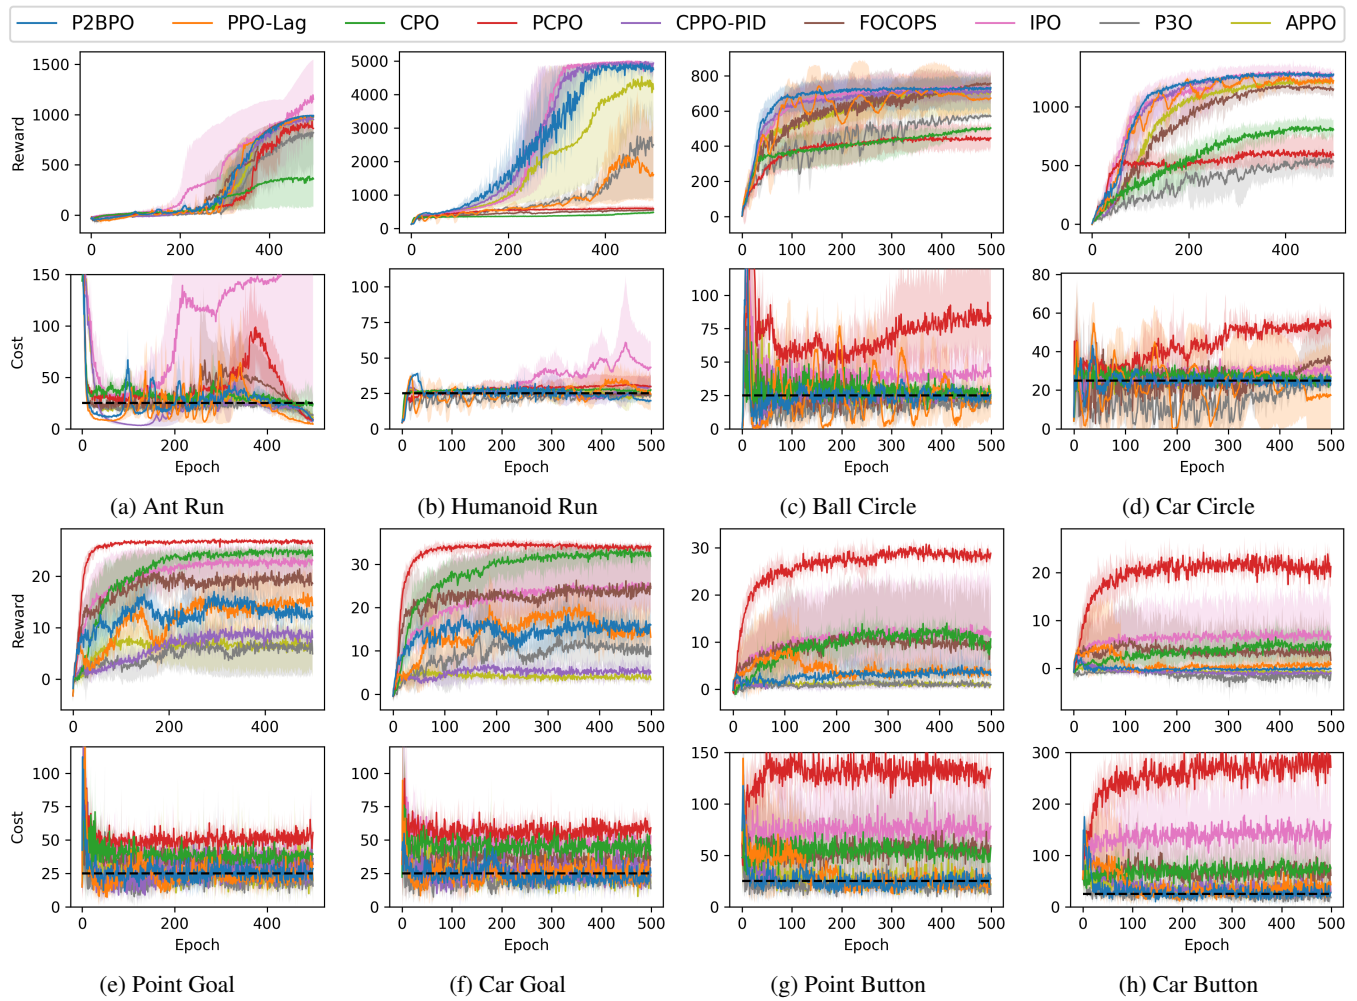 P2BPO PPO-Lag CPO PCPO CPPO-PID FOCOPS IPO P3O APPO
Reward
1500
1000
500
0
0 200 400
5000
4000
3000
2000
1000
0
0 200 400
800
600
400
200
0
0 100 200 300 400 500
1000
500
0
0 200 400
Cost
150
100
50
0
0 200 400
Epoch
100
75
50
25
0
0 100 200 300 400 500
Epoch
100
75
50
25
0
0 100 200 300 400 500
Epoch
80
60
40
20
0
0 100 200 300 400 500
Epoch
(a) Ant Run
(b) Humanoid Run
(c) Ball Circle
(d) Car Circle
Reward
20
10
0
0 200 400
30
20
10
0
0 100 200 300 400 500
30
20
10
0
0 100 200 300 400 500
20
10
0
0 100 200 300 400 500
Cost
100
75
50
25
0
0 200 400
Epoch
100
75
50
25
0
0 100 200 300 400 500
Epoch
150
100
50
0
0 100 200 300 400 500
Epoch
300
200
100
0
0 100 200 300 400 500
Epoch
(e) Point Goal
(f) Car Goal
(g) Point Button
(h) Car Button